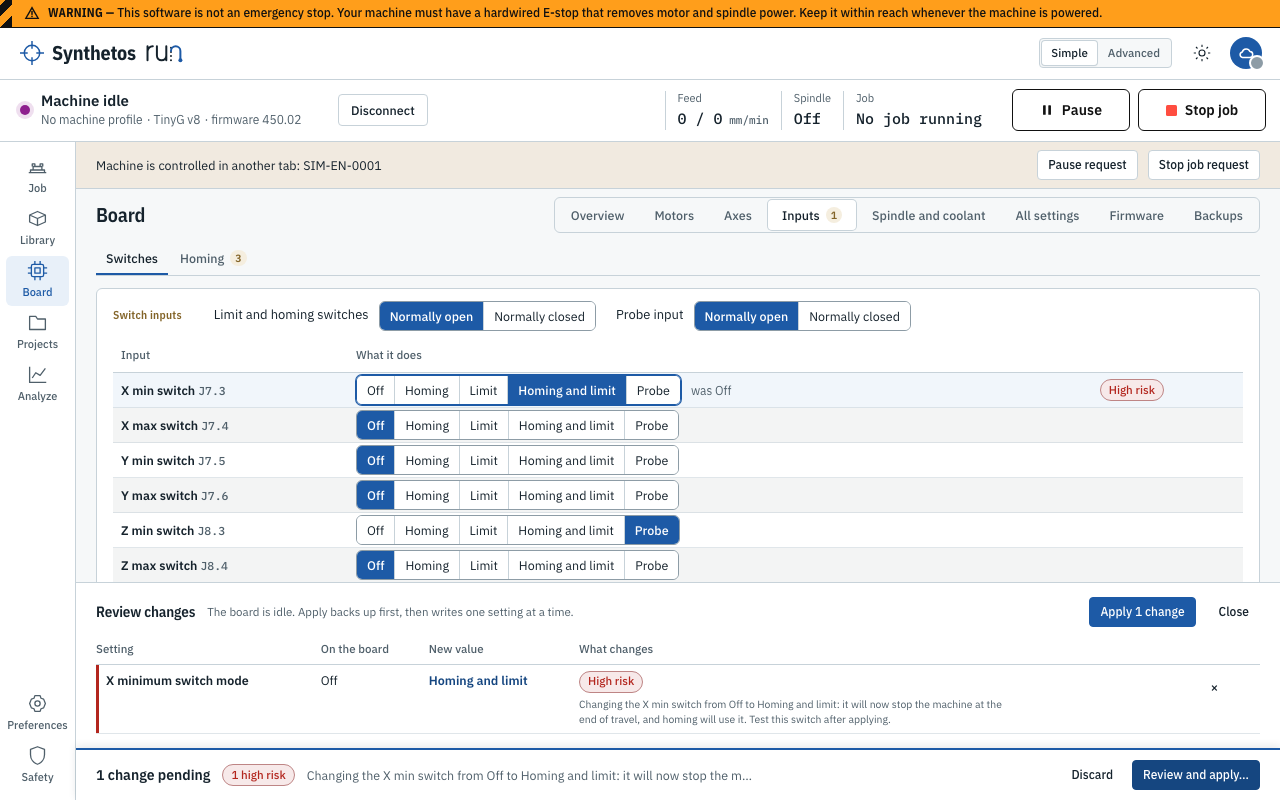 WARNING — This software is not an emergency stop. Your machine must have a hardwired E-stop that removes motor and spindle power. Keep it within reach whenever the machine is powered.
Synthetos run
Simple Advanced
Machine idle
No machine profile · TinyG v8 · firmware 450.02
Disconnect
Feed
0 / 0 mm/min
Spindle
Off
Job
No job running
Pause
Stop job
Job
Library
Board
Projects
Analyze
Preferences
Safety
Machine is controlled in another tab: SIM-EN-0001
Pause request Stop job request
Board
Overview Motors Axes Inputs 1 Spindle and coolant All settings Firmware Backups
Switches Homing 3
Switch inputs Limit and homing switches Normally open Normally closed Probe input Normally open Normally closed
Input What it does
X min switch J7.3 Off Homing Limit Homing and limit Probe was Off High risk
X max switch J7.4 Off Homing Limit Homing and limit Probe
Y min switch J7.5 Off Homing Limit Homing and limit Probe
Y max switch J7.6 Off Homing Limit Homing and limit Probe
Z min switch J8.3 Off Homing Limit Homing and limit Probe
Z max switch J8.4 Off Homing Limit Homing and limit Probe
Review changes The board is idle. Apply backs up first, then writes one setting at a time. Apply 1 change Close
Setting On the board New value What changes
X minimum switch mode Off Homing and limit High risk ×
Changing the X min switch from Off to Homing and limit: it will now stop the machine at the
end of travel, and homing will use it. Test this switch after applying.
1 change pending 1 high risk Changing the X min switch from Off to Homing and limit: it will now stop the m... Discard Review and apply...